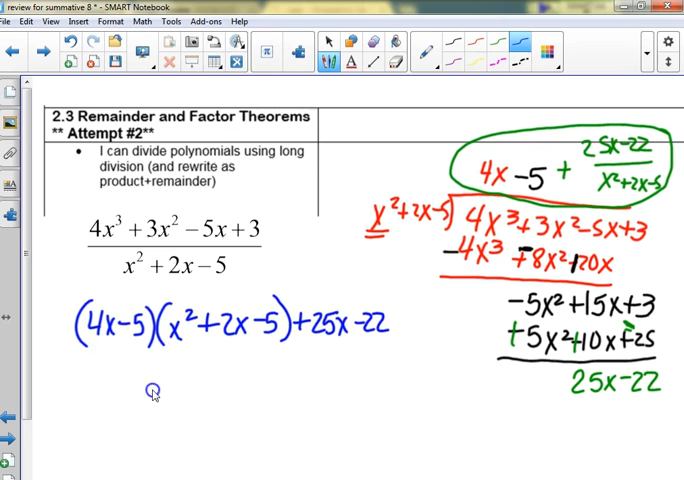 review for summative 8 * - SMART Notebook
File Edit View Insert Format Math Tools Add-ons Help
2.3 Remainder and Factor Theorems
** Attempt #2**
• I can divide polynomials using long
division (and rewrite as
product+remainder)
4x³ + 3x² − 5x + 3
x² + 2x − 5
(4x−5)(x²+2x−5)+25x−22
4x −5 + 25x−22
x²+2x−5
x²+2x−5 4x³+3x²−5x+3
−4x³ −8x² +20x
−5x² +15x+3
+5x² +10x −25
25x−22